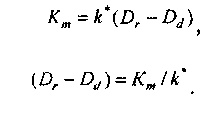 K_m = k^*(D_r − D_d),
(D_r − D_d) = K_m / k^*.